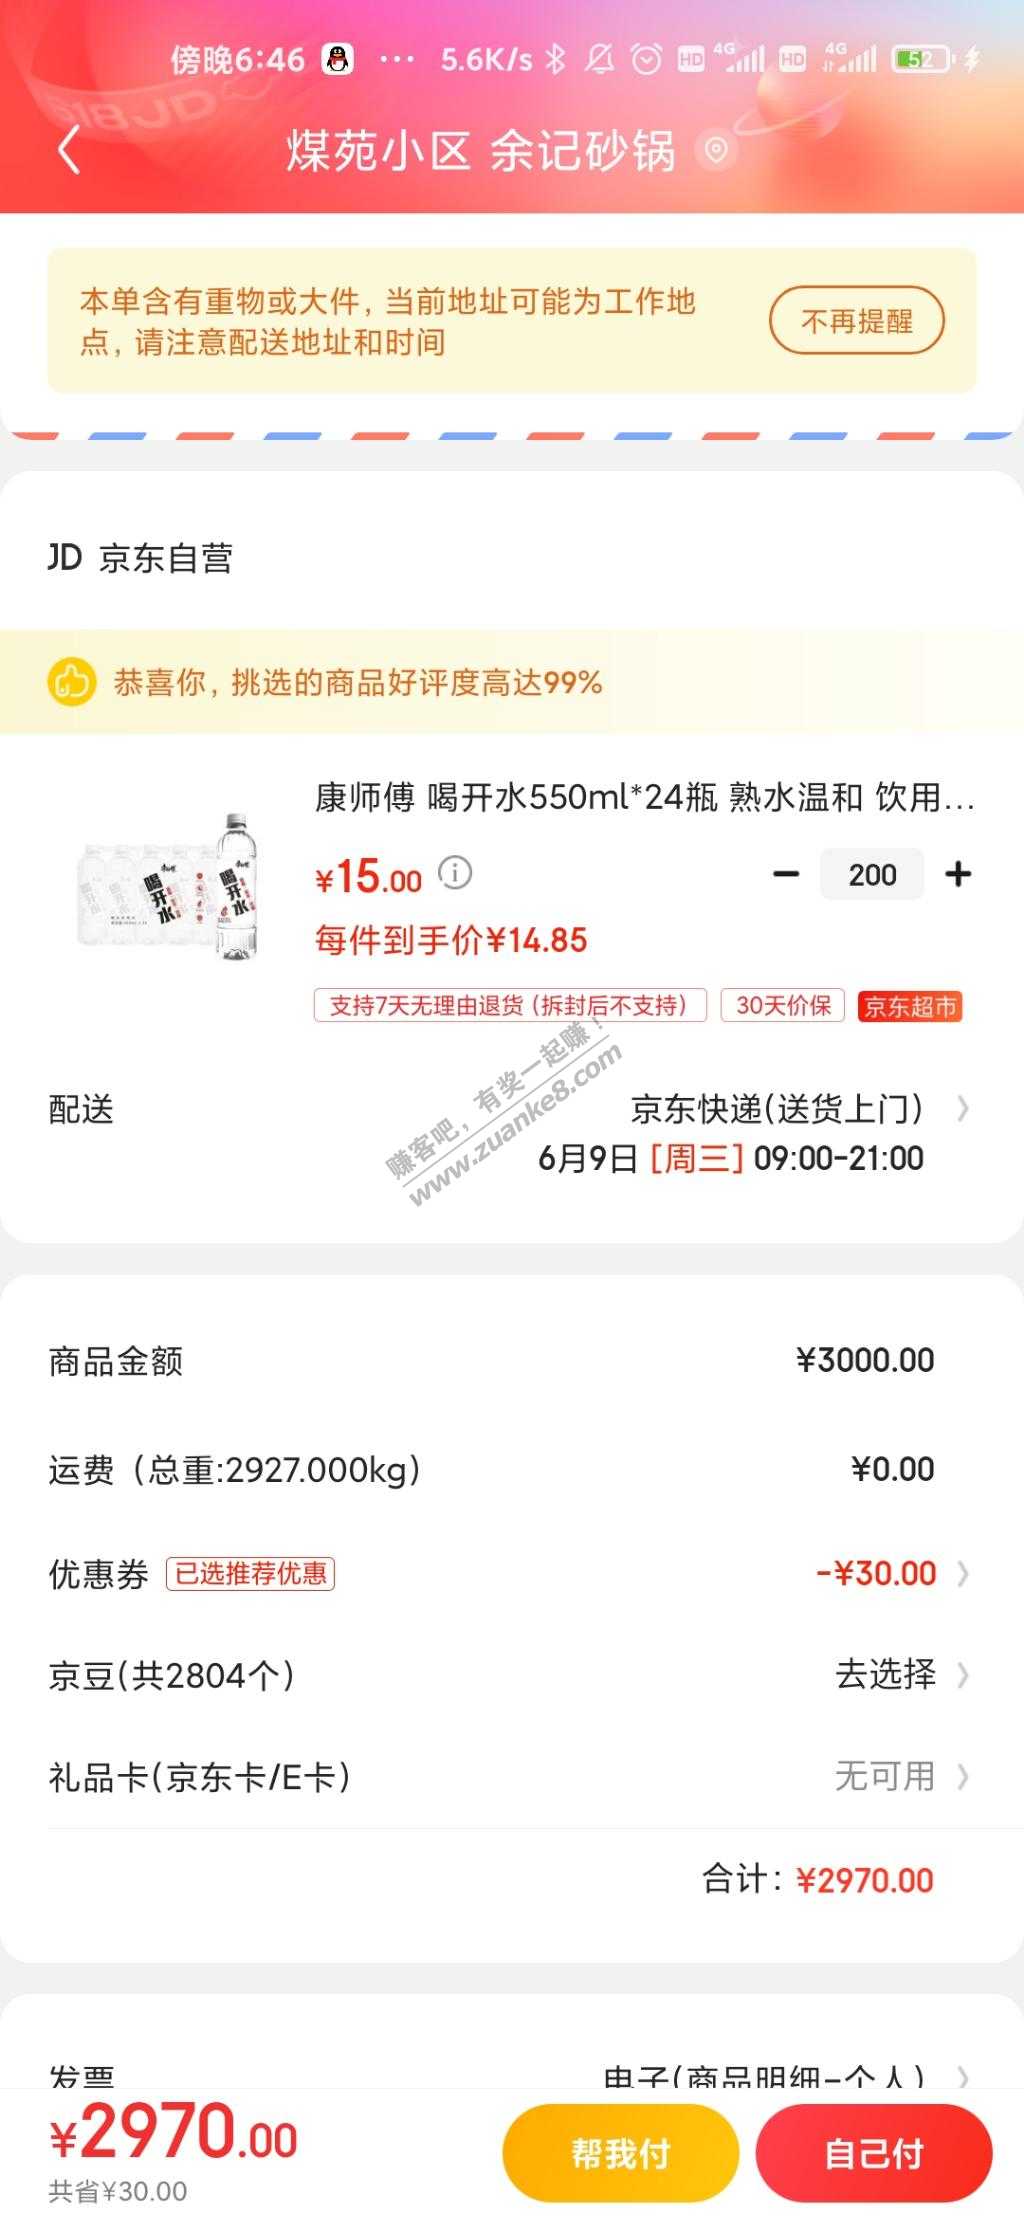 傍晚6:46 ··· 5.6K/s HD 4G HD 4G 52
618JD
煤苑小区 余记砂锅
本单含有重物或大件，当前地址可能为工作地
点，请注意配送地址和时间
不再提醒
JD 京东自营
恭喜你，挑选的商品好评度高达99%
康师傅 喝开水550ml*24瓶 熟水温和 饮用...
喝开水
喝开水
¥15.00
200
每件到手价¥14.85
支持7天无理由退货（拆封后不支持） 30天价保 京东超市
赚客吧，有奖一起赚！
www.zuanke8.com
配送 京东快递(送货上门)
6月9日 [周三] 09:00-21:00
商品金额 ¥3000.00
运费（总重:2927.000kg） ¥0.00
优惠券 已选推荐优惠 -¥30.00
京豆(共2804个) 去选择
礼品卡(京东卡/E卡) 无可用
合计：¥2970.00
发票 电子(商品明细-个人)
¥2970.00
共省¥30.00
帮我付
自己付